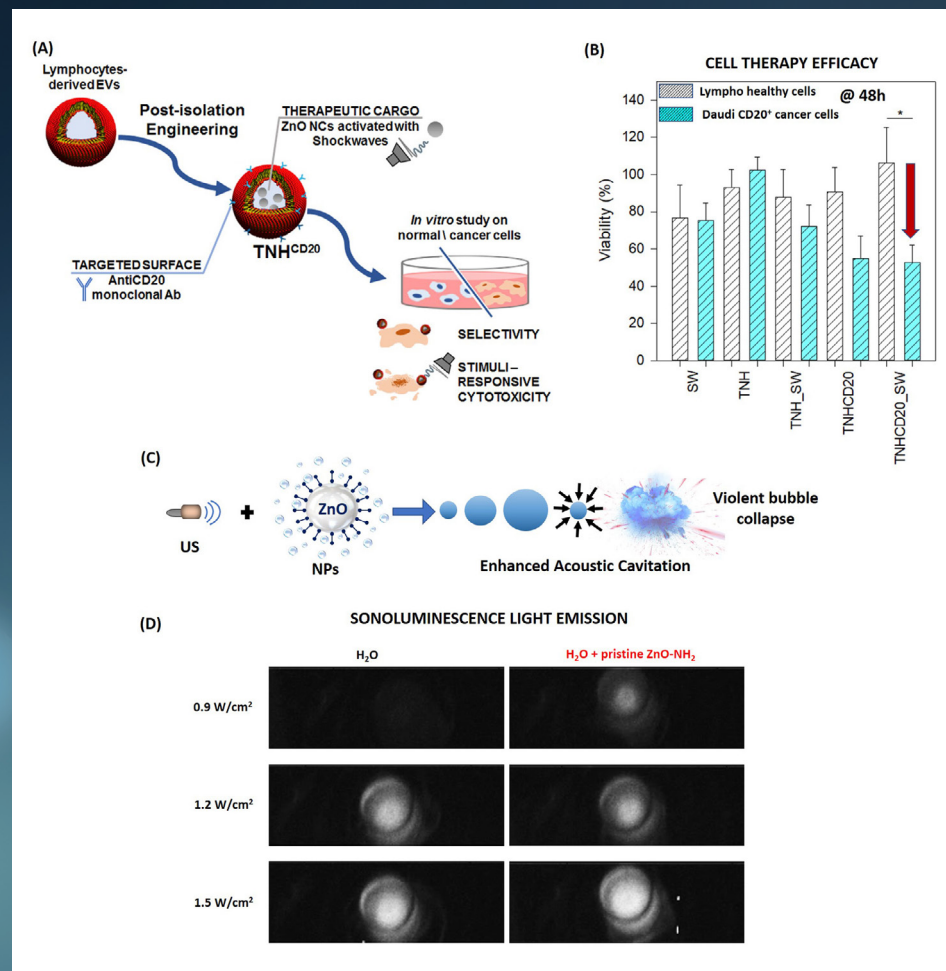 (A)
Lymphocytes-
derived EVs
Post-isolation
Engineering
THERAPEUTIC CARGO
ZnO NCs activated with
Shockwaves
TNH^CD20
TARGETED SURFACE
AntiCD20
monoclonal Ab
In vitro study on
normal \ cancer cells
SELECTIVITY
STIMULI –
RESPONSIVE
CYTOTOXICITY
(B)
CELL THERAPY EFFICACY
Lympho healthy cells
Daudi CD20⁺ cancer cells
@ 48h
*
Viability (%)
140
120
100
80
60
40
20
0
SW
TNH
TNH_SW
TNHCD20
TNHCD20_SW
(C)
US
+
ZnO
NPs
Enhanced Acoustic Cavitation
Violent bubble
collapse
(D)
SONOLUMINESCENCE LIGHT EMISSION
H₂O
H₂O + pristine ZnO-NH₂
0.9 W/cm²
1.2 W/cm²
1.5 W/cm²